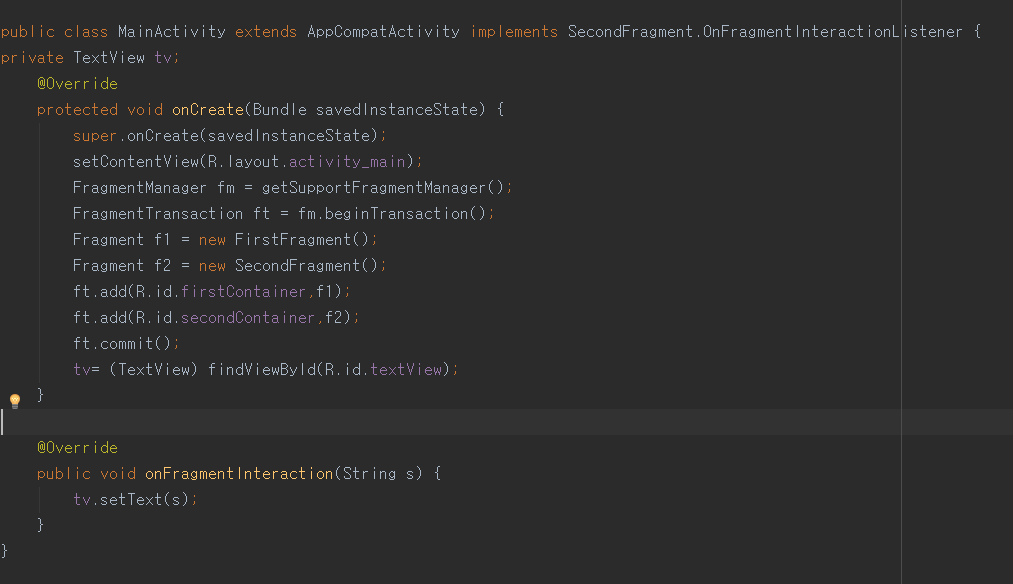 public class MainActivity extends AppCompatActivity implements SecondFragment.OnFragmentInteractionListener {
private TextView tv;
@Override
protected void onCreate(Bundle savedInstanceState) {
super.onCreate(savedInstanceState);
setContentView(R.layout.activity_main);
FragmentManager fm = getSupportFragmentManager();
FragmentTransaction ft = fm.beginTransaction();
Fragment f1 = new FirstFragment();
Fragment f2 = new SecondFragment();
ft.add(R.id.firstContainer,f1);
ft.add(R.id.secondContainer,f2);
ft.commit();
tv= (TextView) findViewById(R.id.textView);
}
@Override
public void onFragmentInteraction(String s) {
tv.setText(s);
}
}